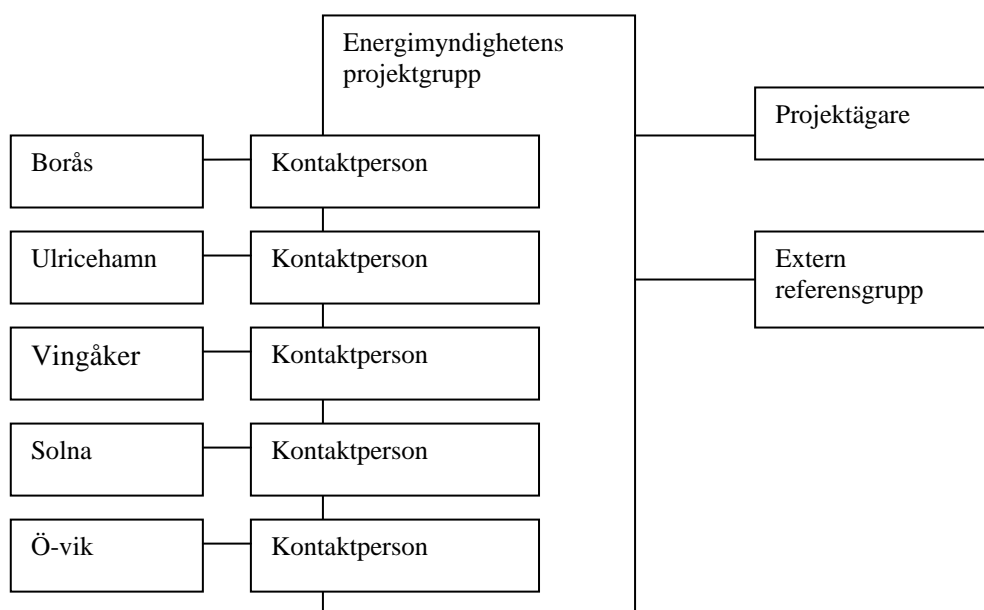 Energimyndighetens
projektgrupp
Projektägare
Borås
Kontaktperson
Ulricehamn
Kontaktperson
Extern
referensgrupp
Vingåker
Kontaktperson
Solna
Kontaktperson
Ö-vik
Kontaktperson